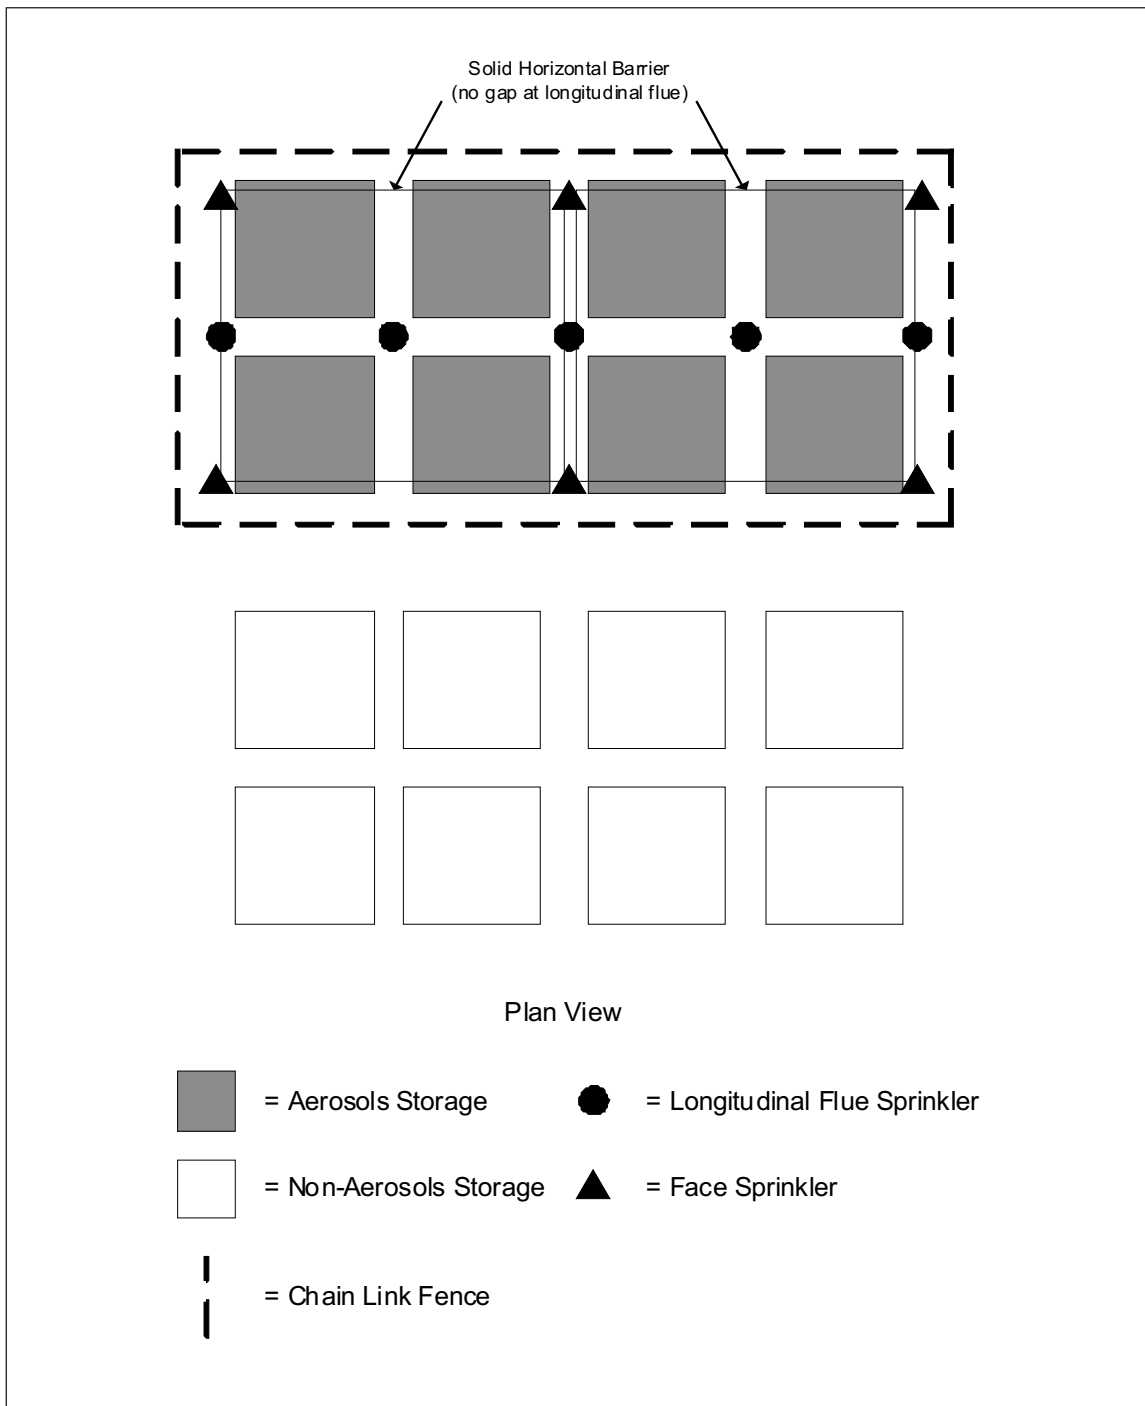 Solid Horizontal Barrier
(no gap at longitudinal flue)
Plan View
= Aerosols Storage
= Longitudinal Flue Sprinkler
= Non-Aerosols Storage
= Face Sprinkler
= Chain Link Fence